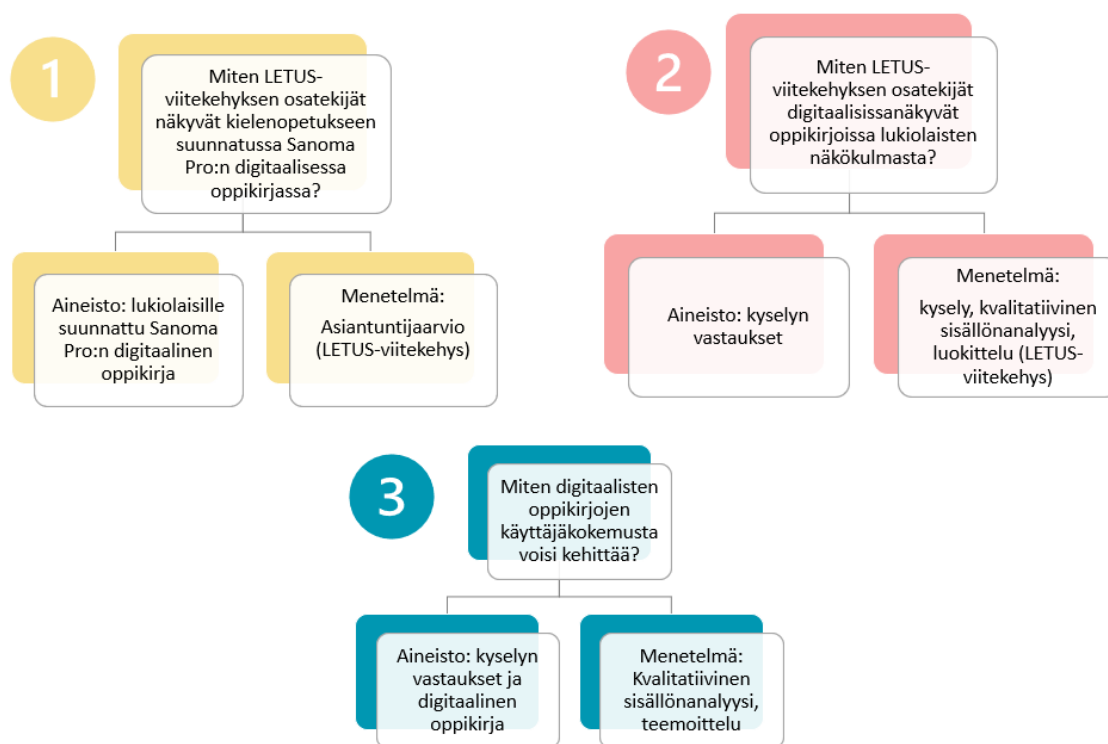 1
Miten LETUS-
viitekehyksen osatekijät
näkyvät kielenopetukseen
suunnatussa Sanoma
Pro:n digitaalisessa
oppikirjassa?
Aineisto: lukiolaisille
suunnattu Sanoma
Pro:n digitaalinen
oppikirja
Menetelmä:
Asiantuntijaarvio
(LETUS-viitekehys)
2
Miten LETUS-
viitekehyksen osatekijät
digitaalisissanäkyvät
oppikirjoissa lukiolaisten
näkökulmasta?
Aineisto: kyselyn
vastaukset
Menetelmä:
kysely, kvalitatiivinen
sisällönanalyysi,
luokittelu (LETUS-
viitekehys)
3
Miten digitaalisten
oppikirjojen
käyttäjäkokemusta
voisi kehittää?
Aineisto: kyselyn
vastaukset ja
digitaalinen
oppikirja
Menetelmä:
Kvalitatiivinen
sisällönanalyysi,
teemoittelu